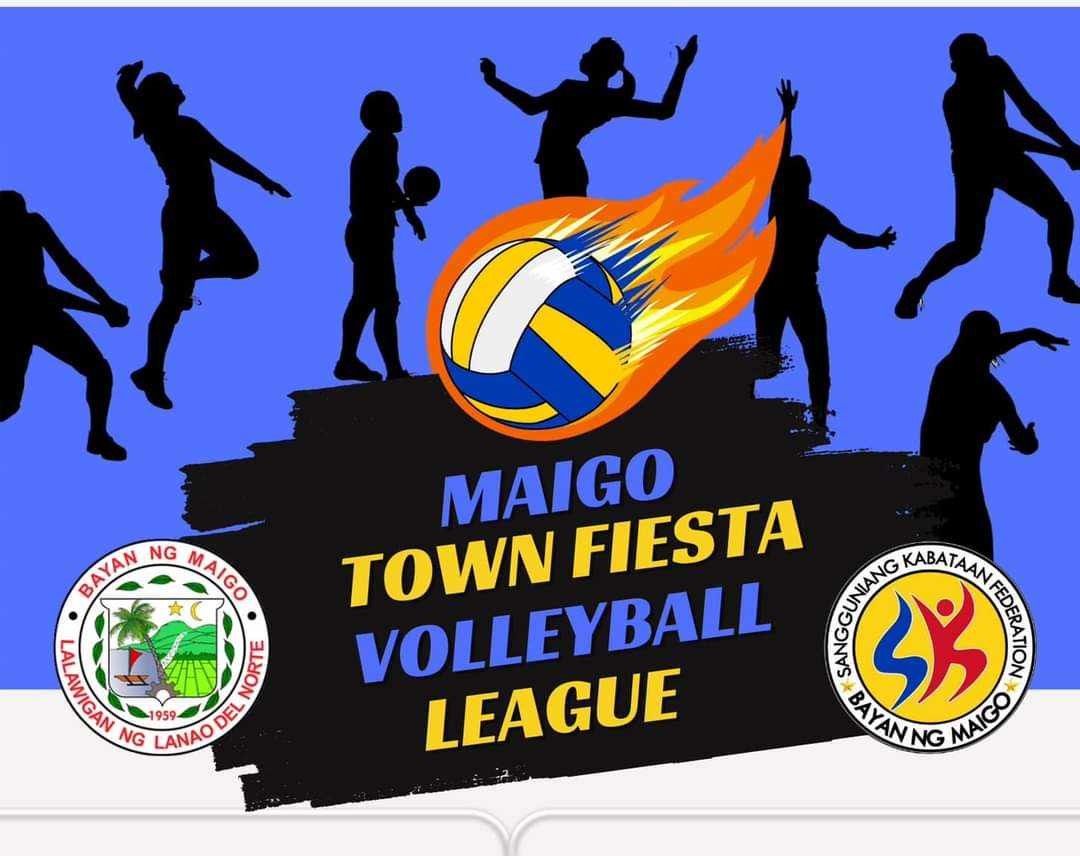 MAIGO
TOWN FIESTA
VOLLEYBALL
LEAGUE
BAYAN NG MAIGO
LALAWIGAN NG LANAO DEL NORTE
1959
SANGGUNIANG KABATAAN FEDERATION
BAYAN NG MAIGO